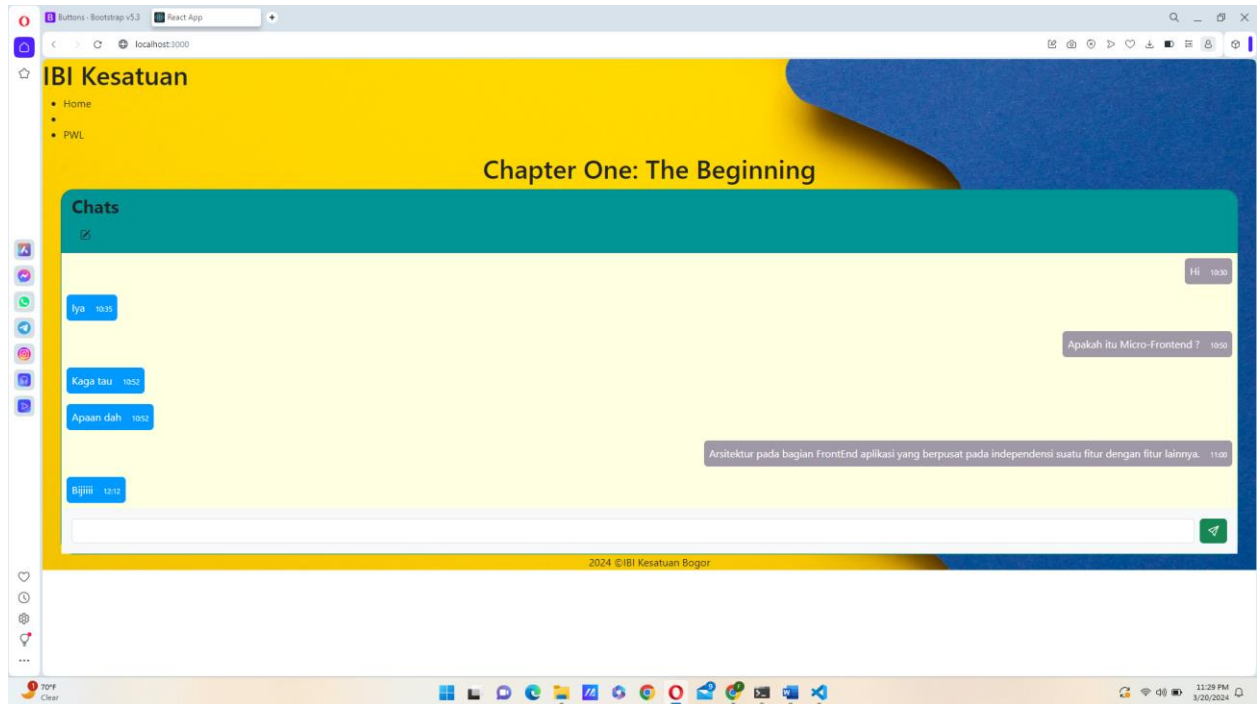 Buttons - Bootstrap v5.3
React App
localhost:3000
IBI Kesatuan
Home
PWL
Chapter One: The Beginning
Chats
Hi 10:30
Iya 10:35
Apakah itu Micro-Frontend ? 10:50
Kaga tau 10:52
Apaan dah 10:52
Arsitektur pada bagian FrontEnd aplikasi yang berpusat pada independensi suatu fitur dengan fitur lainnya. 11:00
Bijiiii 12:12
2024 ©IBI Kesatuan Bogor
70°F
Clear
11:29 PM
3/20/2024